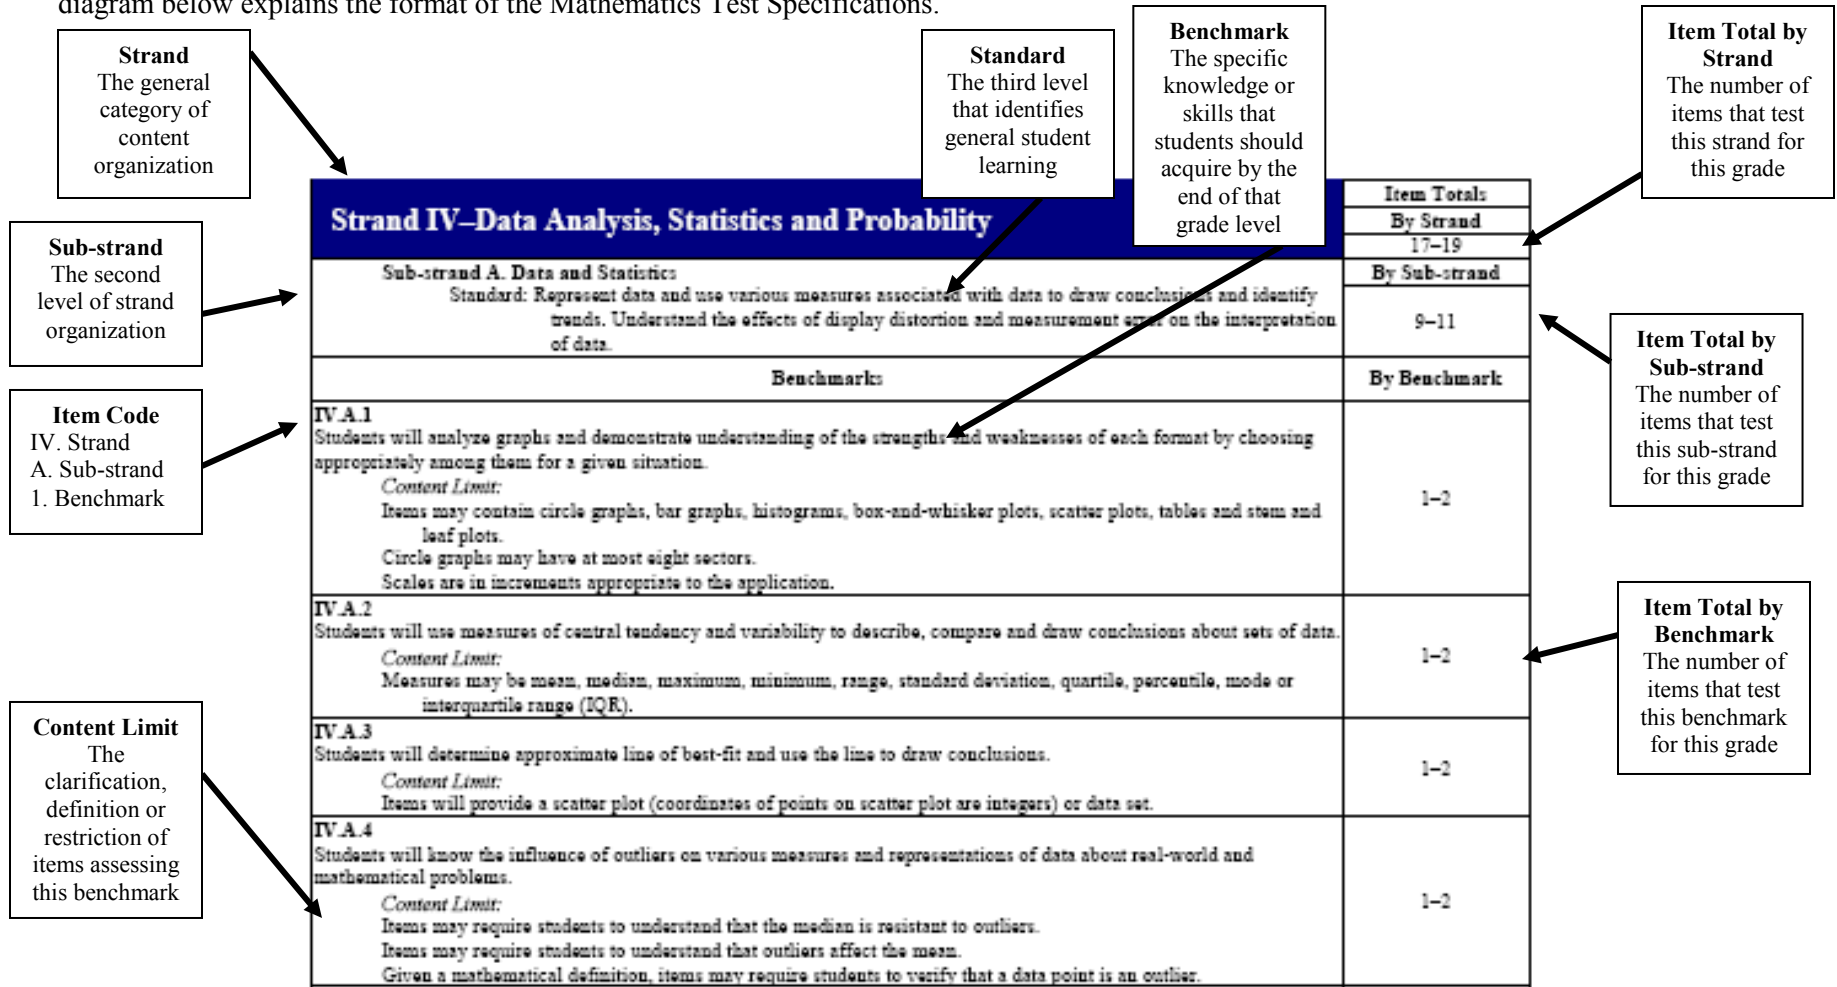 diagram below explains the format of the Mathematics Test Specifications.
Strand
The general
category of
content
organization
Standard
The third level
that identifies
general student
learning
Benchmark
The specific
knowledge or
skills that
students should
acquire by the
end of that
grade level
Item Total by
Strand
The number of
items that test
this strand for
this grade
Sub-strand
The second
level of strand
organization
Item Code
IV. Strand
A. Sub-strand
1. Benchmark
Content Limit
The
clarification,
definition or
restriction of
items assessing
this benchmark
Strand IV–Data Analysis, Statistics and Probability
Item Totals
By Strand
17–19
Sub-strand A. Data and Statistics
By Sub-strand
Standard: Represent data and use various measures associated with data to draw conclusions and identify
trends. Understand the effects of display distortion and measurement error on the interpretation
of data.
9–11
Benchmarks
By Benchmark
IV.A.1
Students will analyze graphs and demonstrate understanding of the strengths and weaknesses of each format by choosing
appropriately among them for a given situation.
Content Limit:
Items may contain circle graphs, bar graphs, histograms, box-and-whisker plots, scatter plots, tables and stem and
leaf plots.
Circle graphs may have at most eight sectors.
Scales are in increments appropriate to the application.
1–2
IV.A.2
Students will use measures of central tendency and variability to describe, compare and draw conclusions about sets of data.
Content Limit:
Measures may be mean, median, maximum, minimum, range, standard deviation, quartile, percentile, mode or
interquartile range (IQR).
1–2
IV.A.3
Students will determine approximate line of best-fit and use the line to draw conclusions.
Content Limit:
Items will provide a scatter plot (coordinates of points on scatter plot are integers) or data set.
1–2
IV.A.4
Students will know the influence of outliers on various measures and representations of data about real-world and
mathematical problems.
Content Limit:
Items may require students to understand that the median is resistant to outliers.
Items may require students to understand that outliers affect the mean.
Given a mathematical definition, items may require students to verify that a data point is an outlier.
1–2
Item Total by
Sub-strand
The number of
items that test
this sub-strand
for this grade
Item Total by
Benchmark
The number of
items that test
this benchmark
for this grade